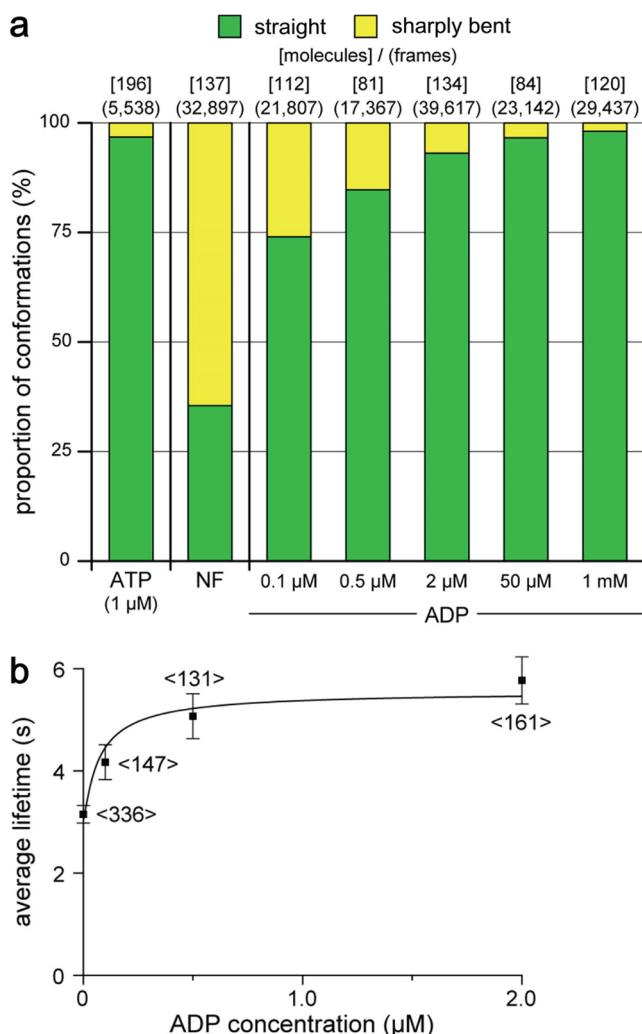 a
straight sharply bent
[molecules] / (frames)
[196] [137] [112] [81] [134] [84] [120]
(5,538) (32,897) (21,807) (17,367) (39,617) (23,142) (29,437)
proportion of conformations (%)
100
75
50
25
0
ATP NF 0.1 µM 0.5 µM 2 µM 50 µM 1 mM
(1 µM)
ADP
b
average lifetime (s)
6
4
2
0
<131>
<147>
<161>
<336>
0 1.0 2.0
ADP concentration (µM)